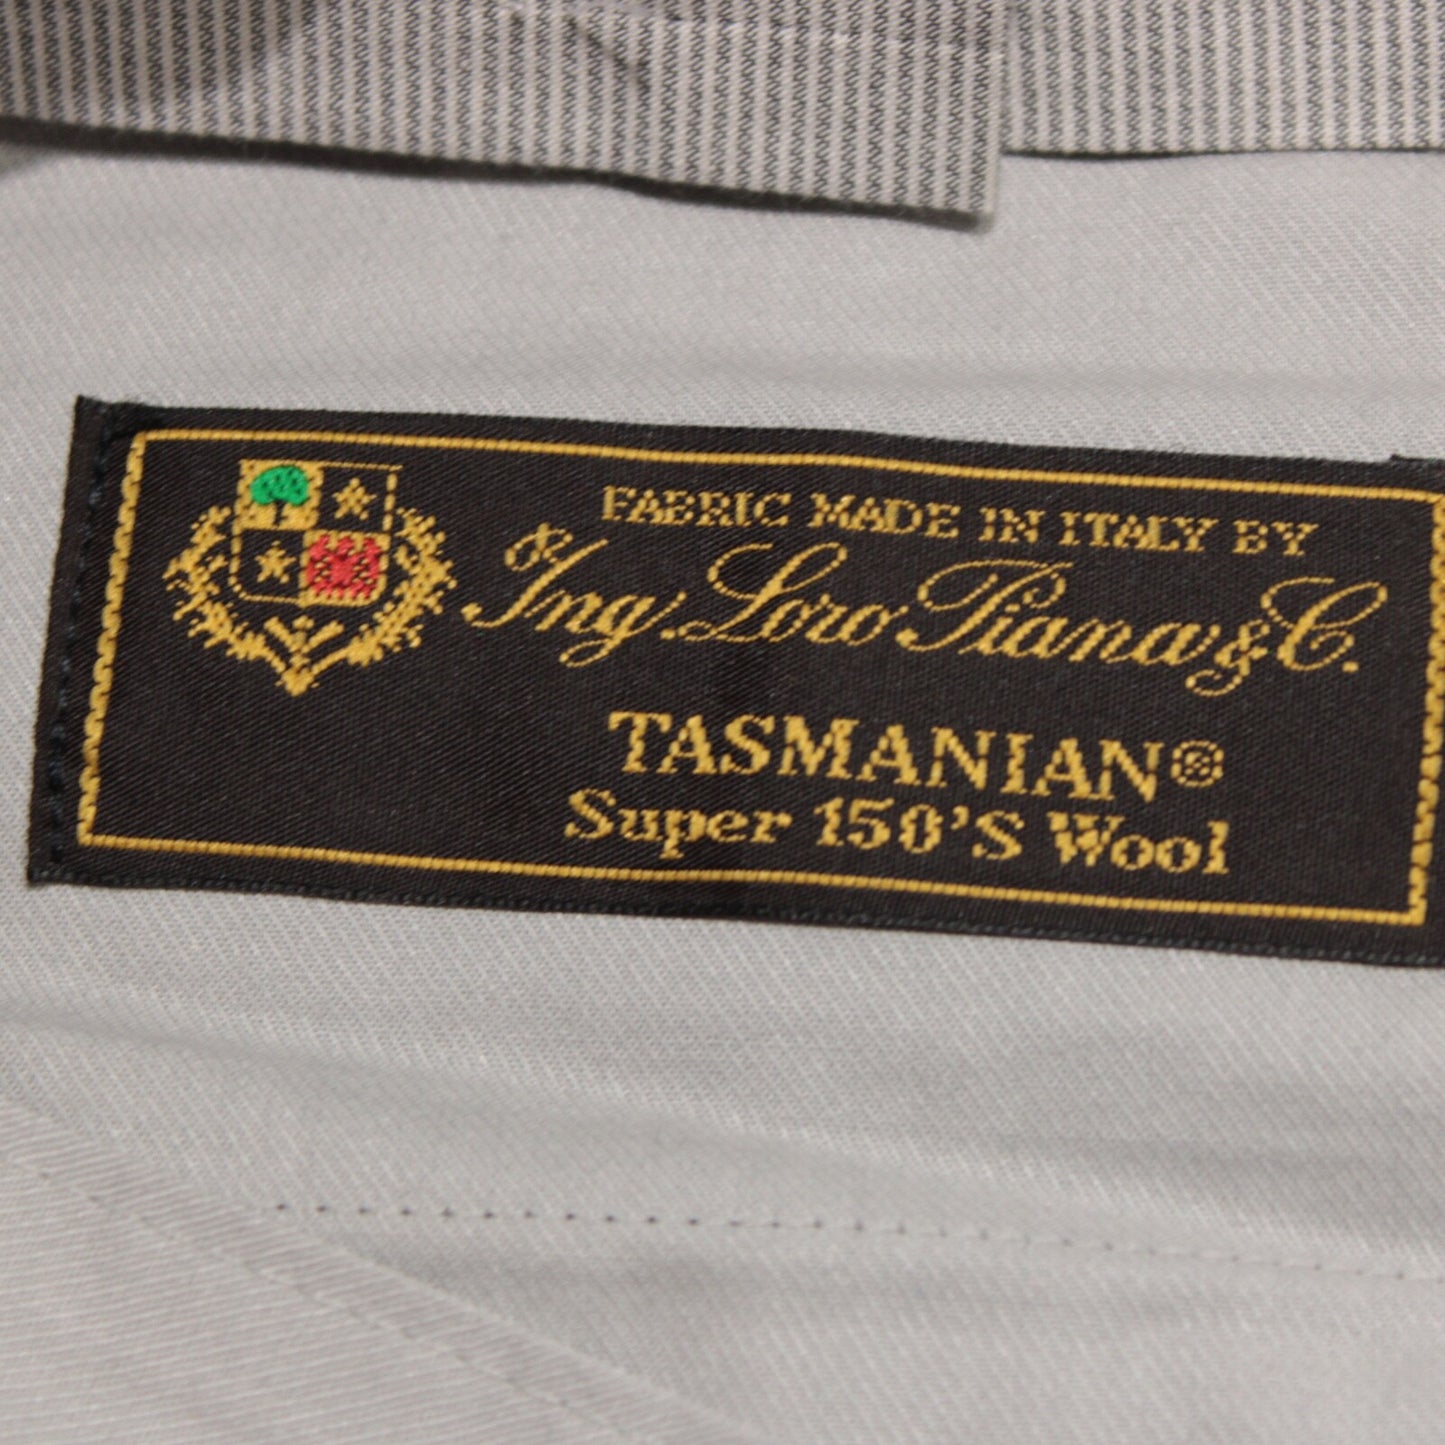 FABRIC MADE IN ITALY BY
Ing. Loro Piana & C.
TASMANIAN®
Super 150'S Wool